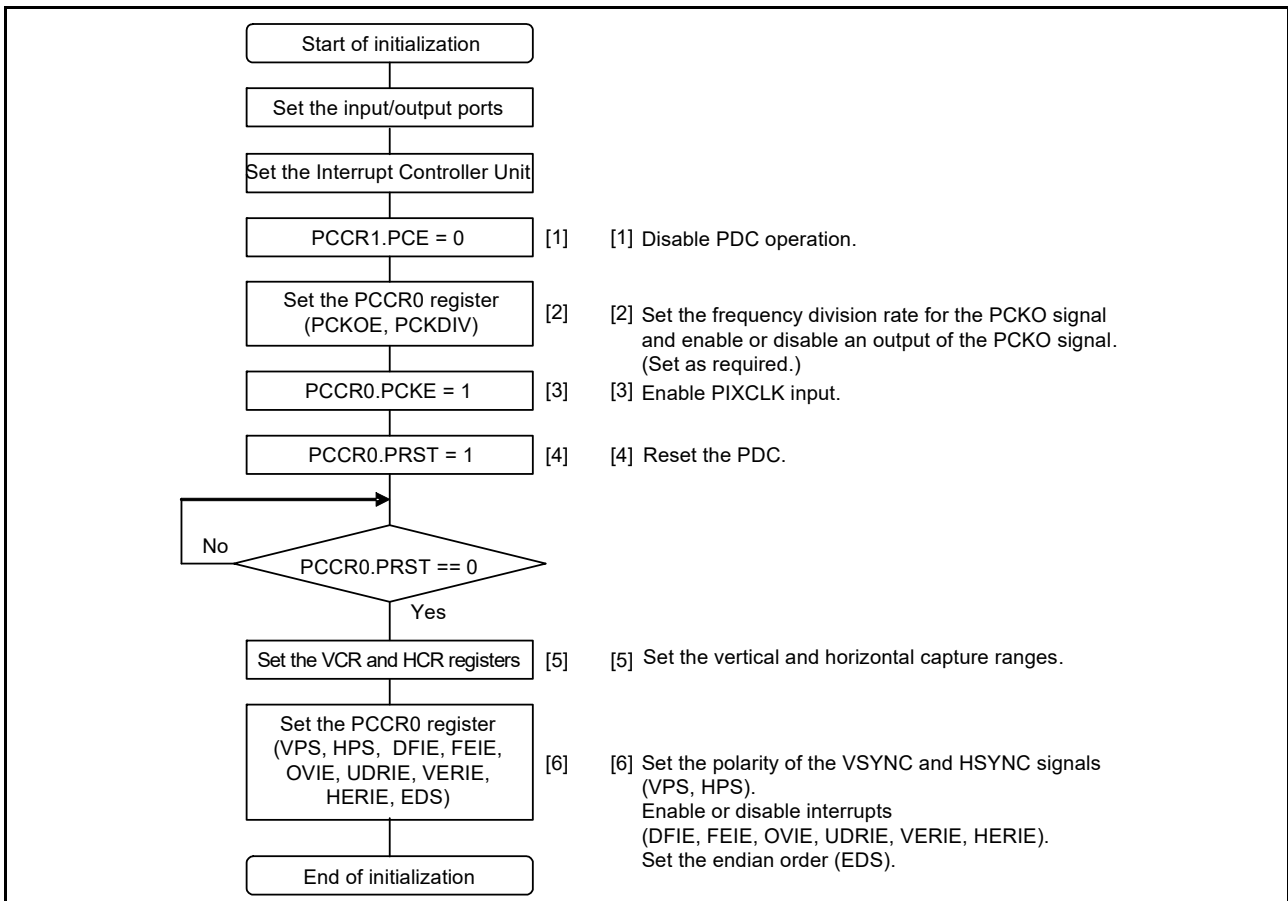 Start of initialization
Set the input/output ports
Set the Interrupt Controller Unit
PCCR1.PCE = 0
[1]
[1] Disable PDC operation.
Set the PCCR0 register
(PCKOE, PCKDIV)
[2]
[2] Set the frequency division rate for the PCKO signal
and enable or disable an output of the PCKO signal.
(Set as required.)
PCCR0.PCKE = 1
[3]
[3] Enable PIXCLK input.
PCCR0.PRST = 1
[4]
[4] Reset the PDC.
No
PCCR0.PRST == 0
Yes
Set the VCR and HCR registers
[5]
[5] Set the vertical and horizontal capture ranges.
Set the PCCR0 register
(VPS, HPS, DFIE, FEIE,
OVIE, UDRIE, VERIE,
HERIE, EDS)
[6]
[6] Set the polarity of the VSYNC and HSYNC signals
(VPS, HPS).
Enable or disable interrupts
(DFIE, FEIE, OVIE, UDRIE, VERIE, HERIE).
Set the endian order (EDS).
End of initialization